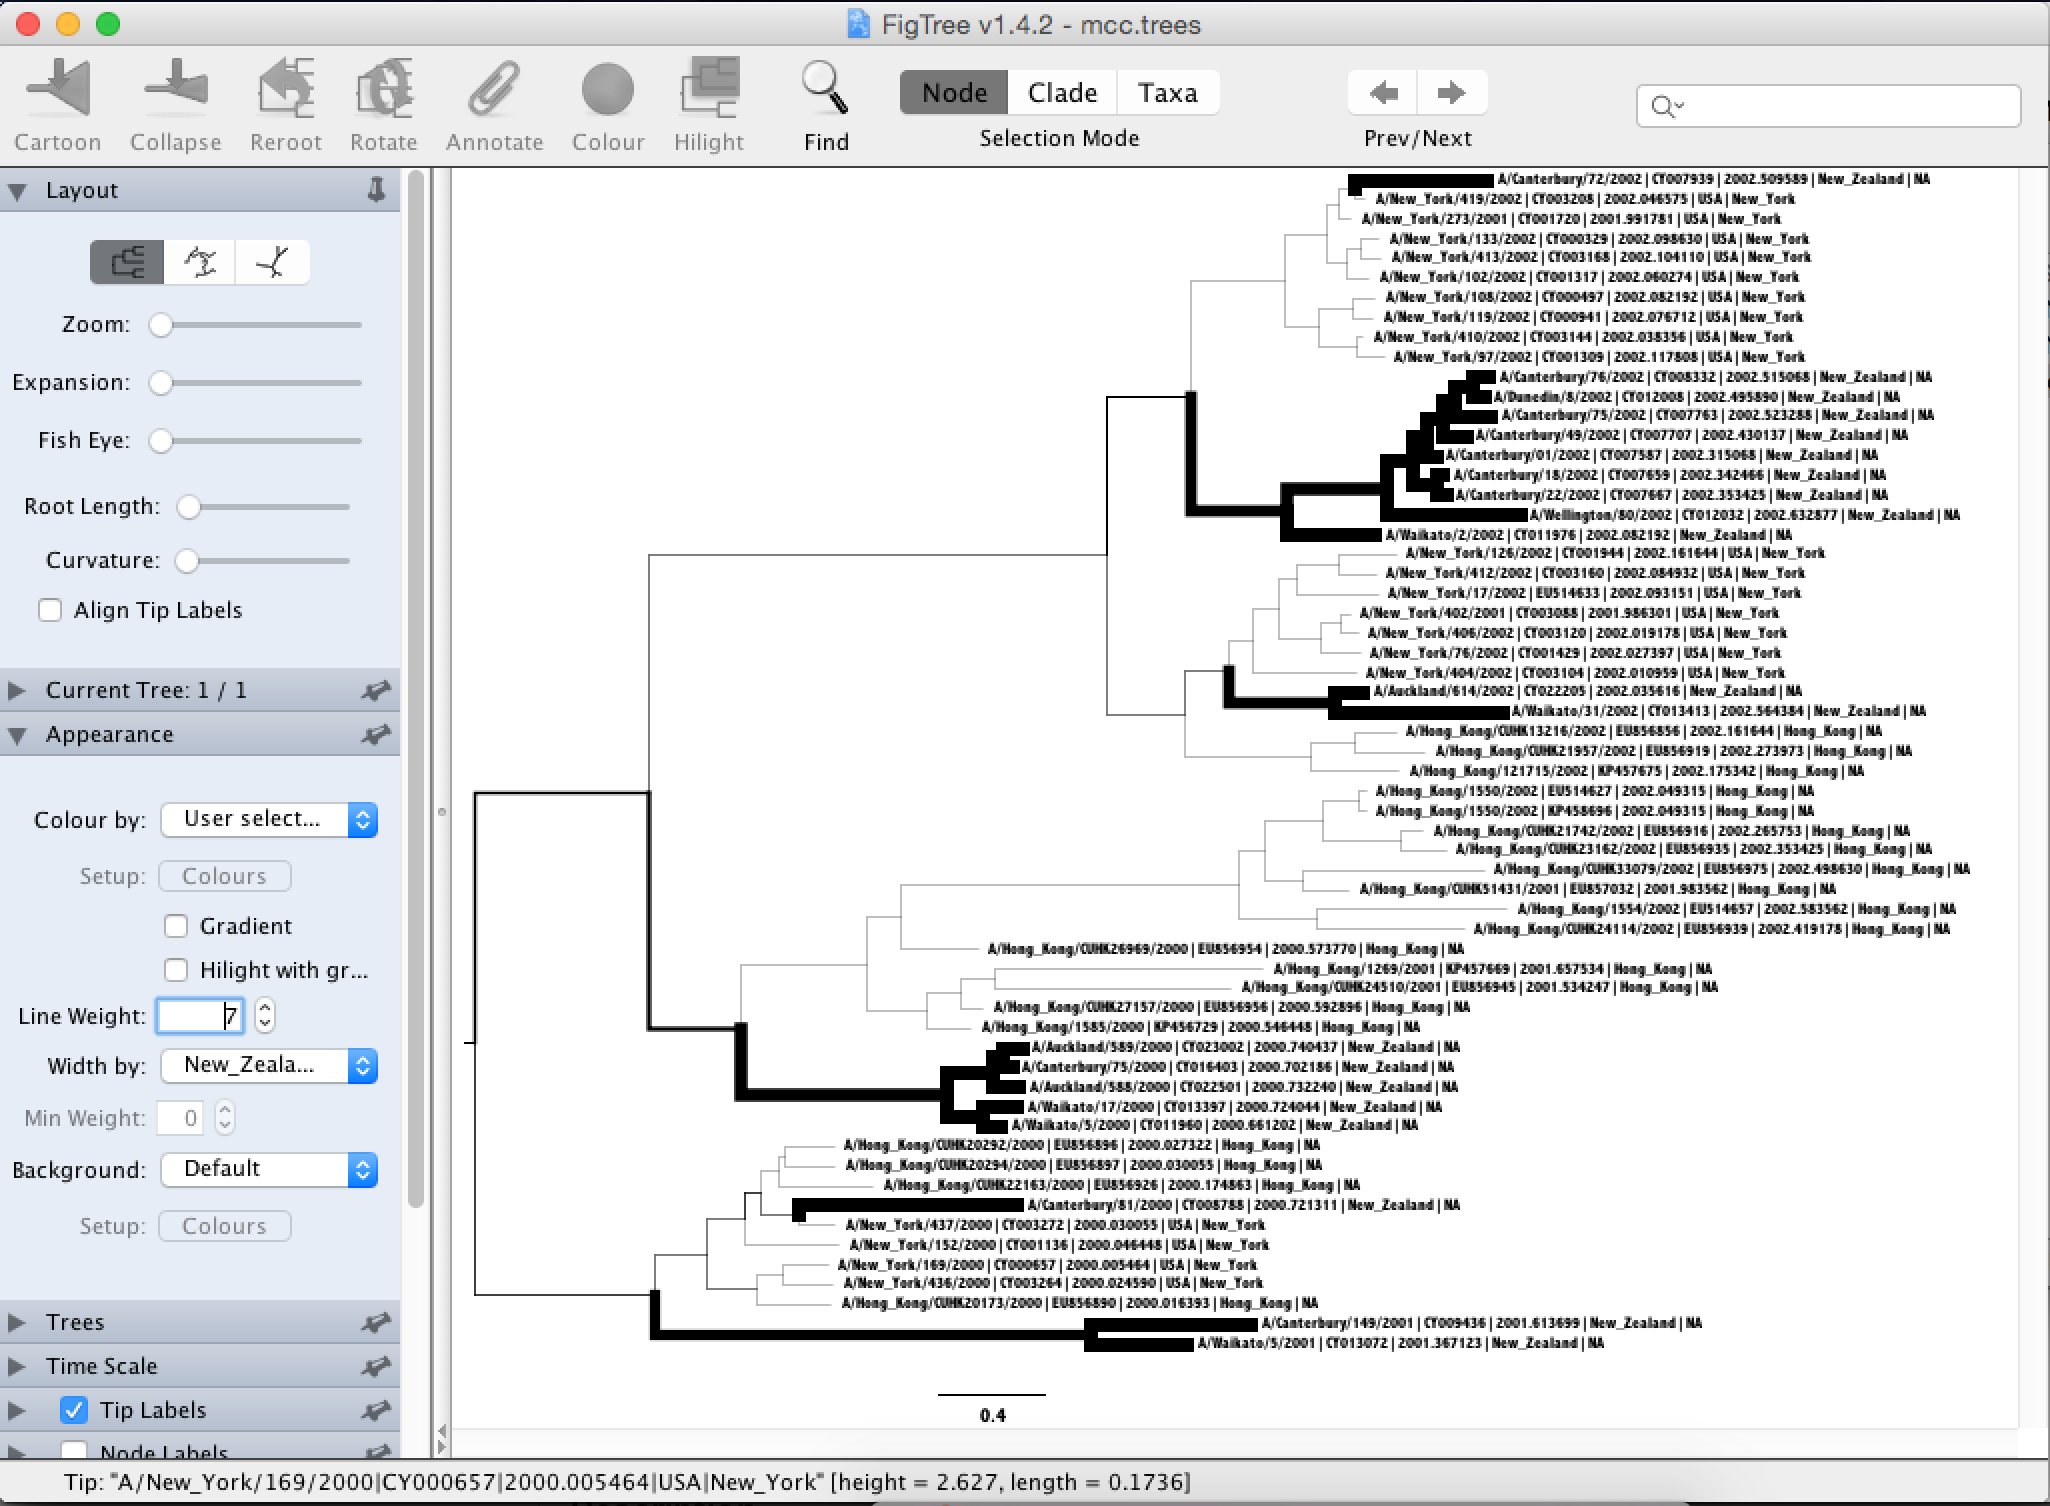 FigTree v1.4.2 - mcc.trees
Cartoon Collapse Reroot Rotate Annotate Colour Hilight Find
Node Clade Taxa
Selection Mode
Prev/Next
Layout
Zoom:
Expansion:
Fish Eye:
Root Length:
Curvature:
Align Tip Labels
Current Tree: 1 / 1
Appearance
Colour by: User select...
Setup: Colours
Gradient
Hilight with gr...
Line Weight: 7
Width by: New_Zeala...
Min Weight: 0
Background: Default
Setup: Colours
Trees
Time Scale
Tip Labels
Node Labels
A/Canterbury/72/2002|CY007939|2002.509589|New_Zealand|NA
A/New_York/419/2002|CY003208|2002.046575|USA|New_York
A/New_York/273/2001|CY001720|2001.991781|USA|New_York
A/New_York/133/2002|CY000329|2002.098630|USA|New_York
A/New_York/413/2002|CY003168|2002.104110|USA|New_York
A/New_York/102/2002|CY001317|2002.060274|USA|New_York
A/New_York/108/2002|CY000497|2002.082192|USA|New_York
A/New_York/119/2002|CY000941|2002.076712|USA|New_York
A/New_York/410/2002|CY003144|2002.038356|USA|New_York
A/New_York/97/2002|CY001309|2002.117808|USA|New_York
A/Canterbury/76/2002|CY008332|2002.515068|New_Zealand|NA
A/Dunedin/8/2002|CY012008|2002.495890|New_Zealand|NA
A/Canterbury/75/2002|CY007763|2002.523288|New_Zealand|NA
A/Canterbury/49/2002|CY007707|2002.430137|New_Zealand|NA
A/Canterbury/01/2002|CY007587|2002.315068|New_Zealand|NA
A/Canterbury/18/2002|CY007659|2002.342466|New_Zealand|NA
A/Canterbury/22/2002|CY007667|2002.353425|New_Zealand|NA
A/Wellington/80/2002|CY012032|2002.632877|New_Zealand|NA
A/Waikato/2/2002|CY011976|2002.082192|New_Zealand|NA
A/New_York/126/2002|CY001944|2002.161644|USA|New_York
A/New_York/412/2002|CY003160|2002.084932|USA|New_York
A/New_York/17/2002|EU514633|2002.093151|USA|New_York
A/New_York/402/2001|CY003088|2001.986301|USA|New_York
A/New_York/406/2002|CY003120|2002.019178|USA|New_York
A/New_York/76/2002|CY001429|2002.027397|USA|New_York
A/New_York/404/2002|CY003104|2002.010959|USA|New_York
A/Auckland/614/2002|CY022205|2002.035616|New_Zealand|NA
A/Waikato/31/2002|CY013413|2002.564384|New_Zealand|NA
A/Hong_Kong/CUHK13216/2002|EU856856|2002.161644|Hong_Kong|NA
A/Hong_Kong/CUHK21957/2002|EU856919|2002.273973|Hong_Kong|NA
A/Hong_Kong/121715/2002|KP457675|2002.175342|Hong_Kong|NA
A/Hong_Kong/1550/2002|EU514627|2002.049315|Hong_Kong|NA
A/Hong_Kong/1550/2002|KP458696|2002.049315|Hong_Kong|NA
A/Hong_Kong/CUHK21742/2002|EU856916|2002.265753|Hong_Kong|NA
A/Hong_Kong/CUHK23162/2002|EU856935|2002.353425|Hong_Kong|NA
A/Hong_Kong/CUHK33079/2002|EU856975|2002.498630|Hong_Kong|NA
A/Hong_Kong/CUHK51431/2001|EU857032|2001.983562|Hong_Kong|NA
A/Hong_Kong/1554/2002|EU514657|2002.583562|Hong_Kong|NA
A/Hong_Kong/CUHK24114/2002|EU856939|2002.419178|Hong_Kong|NA
A/Hong_Kong/CUHK26969/2000|EU856954|2000.573770|Hong_Kong|NA
A/Hong_Kong/1269/2001|KP457669|2001.657534|Hong_Kong|NA
A/Hong_Kong/CUHK24510/2001|EU856945|2001.534247|Hong_Kong|NA
A/Hong_Kong/CUHK27157/2000|EU856956|2000.592896|Hong_Kong|NA
A/Hong_Kong/1585/2000|KP456729|2000.546448|Hong_Kong|NA
A/Auckland/589/2000|CY023002|2000.740437|New_Zealand|NA
A/Canterbury/75/2000|CY016403|2000.702186|New_Zealand|NA
A/Auckland/588/2000|CY022501|2000.732240|New_Zealand|NA
A/Waikato/17/2000|CY013397|2000.724044|New_Zealand|NA
A/Waikato/5/2000|CY011960|2000.661202|New_Zealand|NA
A/Hong_Kong/CUHK20292/2000|EU856896|2000.027322|Hong_Kong|NA
A/Hong_Kong/CUHK20294/2000|EU856897|2000.030055|Hong_Kong|NA
A/Hong_Kong/CUHK22163/2000|EU856926|2000.174863|Hong_Kong|NA
A/Canterbury/81/2000|CY008788|2000.721311|New_Zealand|NA
A/New_York/437/2000|CY003272|2000.030055|USA|New_York
A/New_York/152/2000|CY001136|2000.046448|USA|New_York
A/New_York/169/2000|CY000657|2000.005464|USA|New_York
A/New_York/436/2000|CY003264|2000.024590|USA|New_York
A/Hong_Kong/CUHK20173/2000|EU856890|2000.016393|Hong_Kong|NA
A/Canterbury/149/2001|CY009436|2001.613699|New_Zealand|NA
A/Waikato/5/2001|CY013072|2001.367123|New_Zealand|NA
0.4
Tip: "A/New_York/169/2000|CY000657|2000.005464|USA|New_York" [height = 2.627, length = 0.1736]